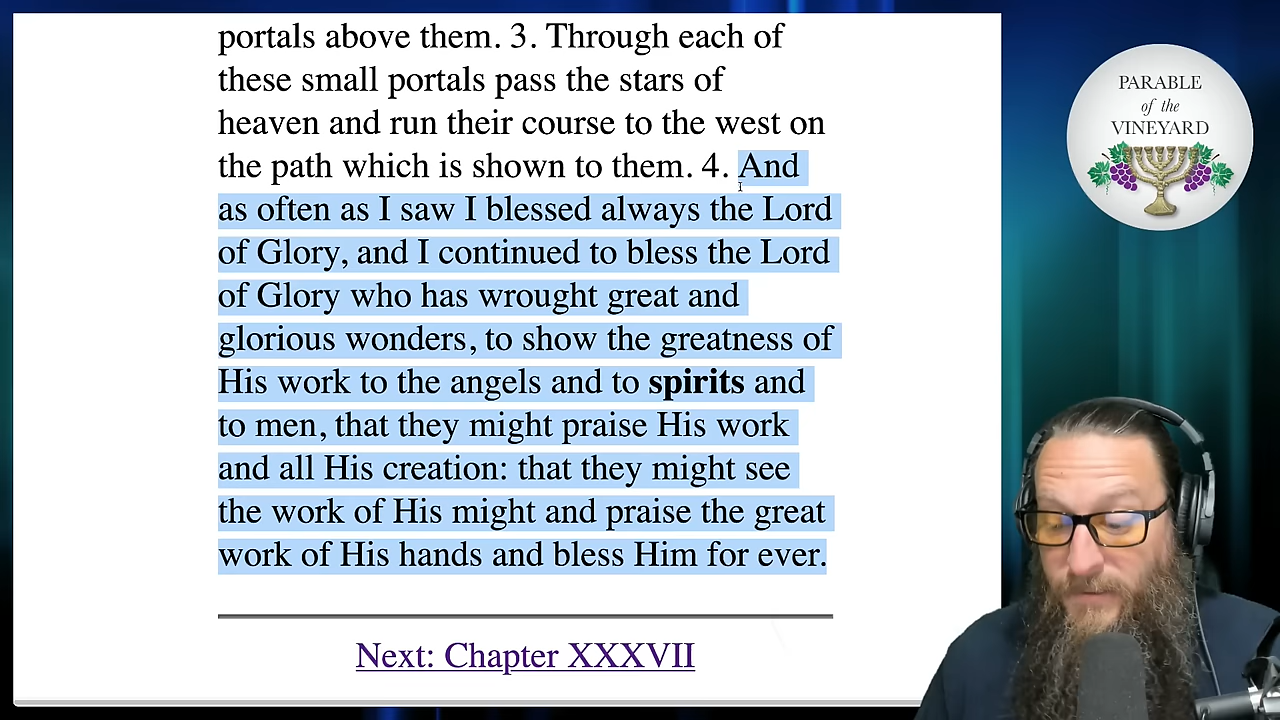 portals above them. 3. Through each of
these small portals pass the stars of
heaven and run their course to the west on
the path which is shown to them. 4. And
as often as I saw I blessed always the Lord
of Glory, and I continued to bless the Lord
of Glory who has wrought great and
glorious wonders, to show the greatness of
His work to the angels and to spirits and
to men, that they might praise His work
and all His creation: that they might see
the work of His might and praise the great
work of His hands and bless Him for ever.
Next: Chapter XXXVII
PARABLE
of the
VINEYARD